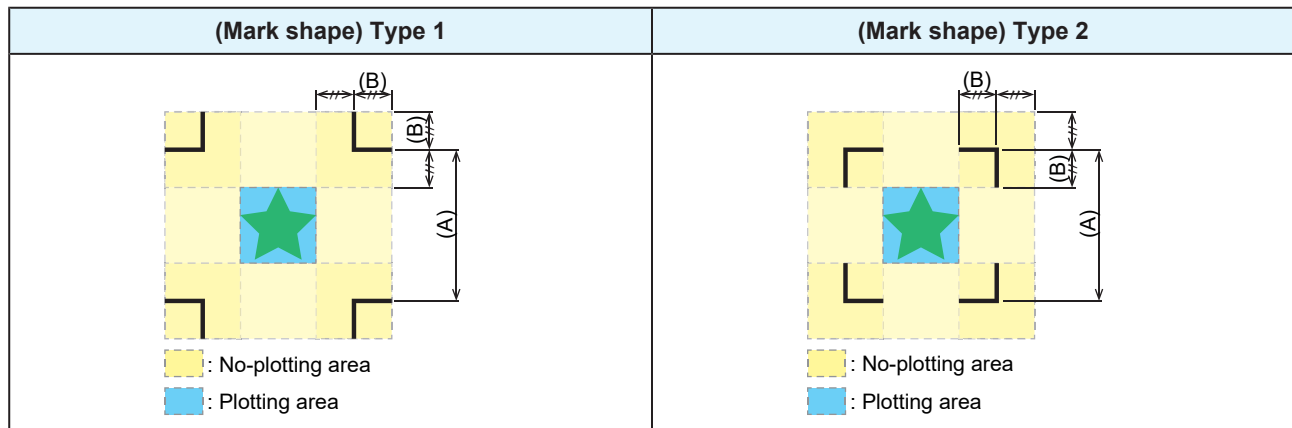 (Mark shape) Type 1
(Mark shape) Type 2
(B)
(B)
(A)
: No-plotting area
: Plotting area
(B)
(B)
(A)
: No-plotting area
: Plotting area